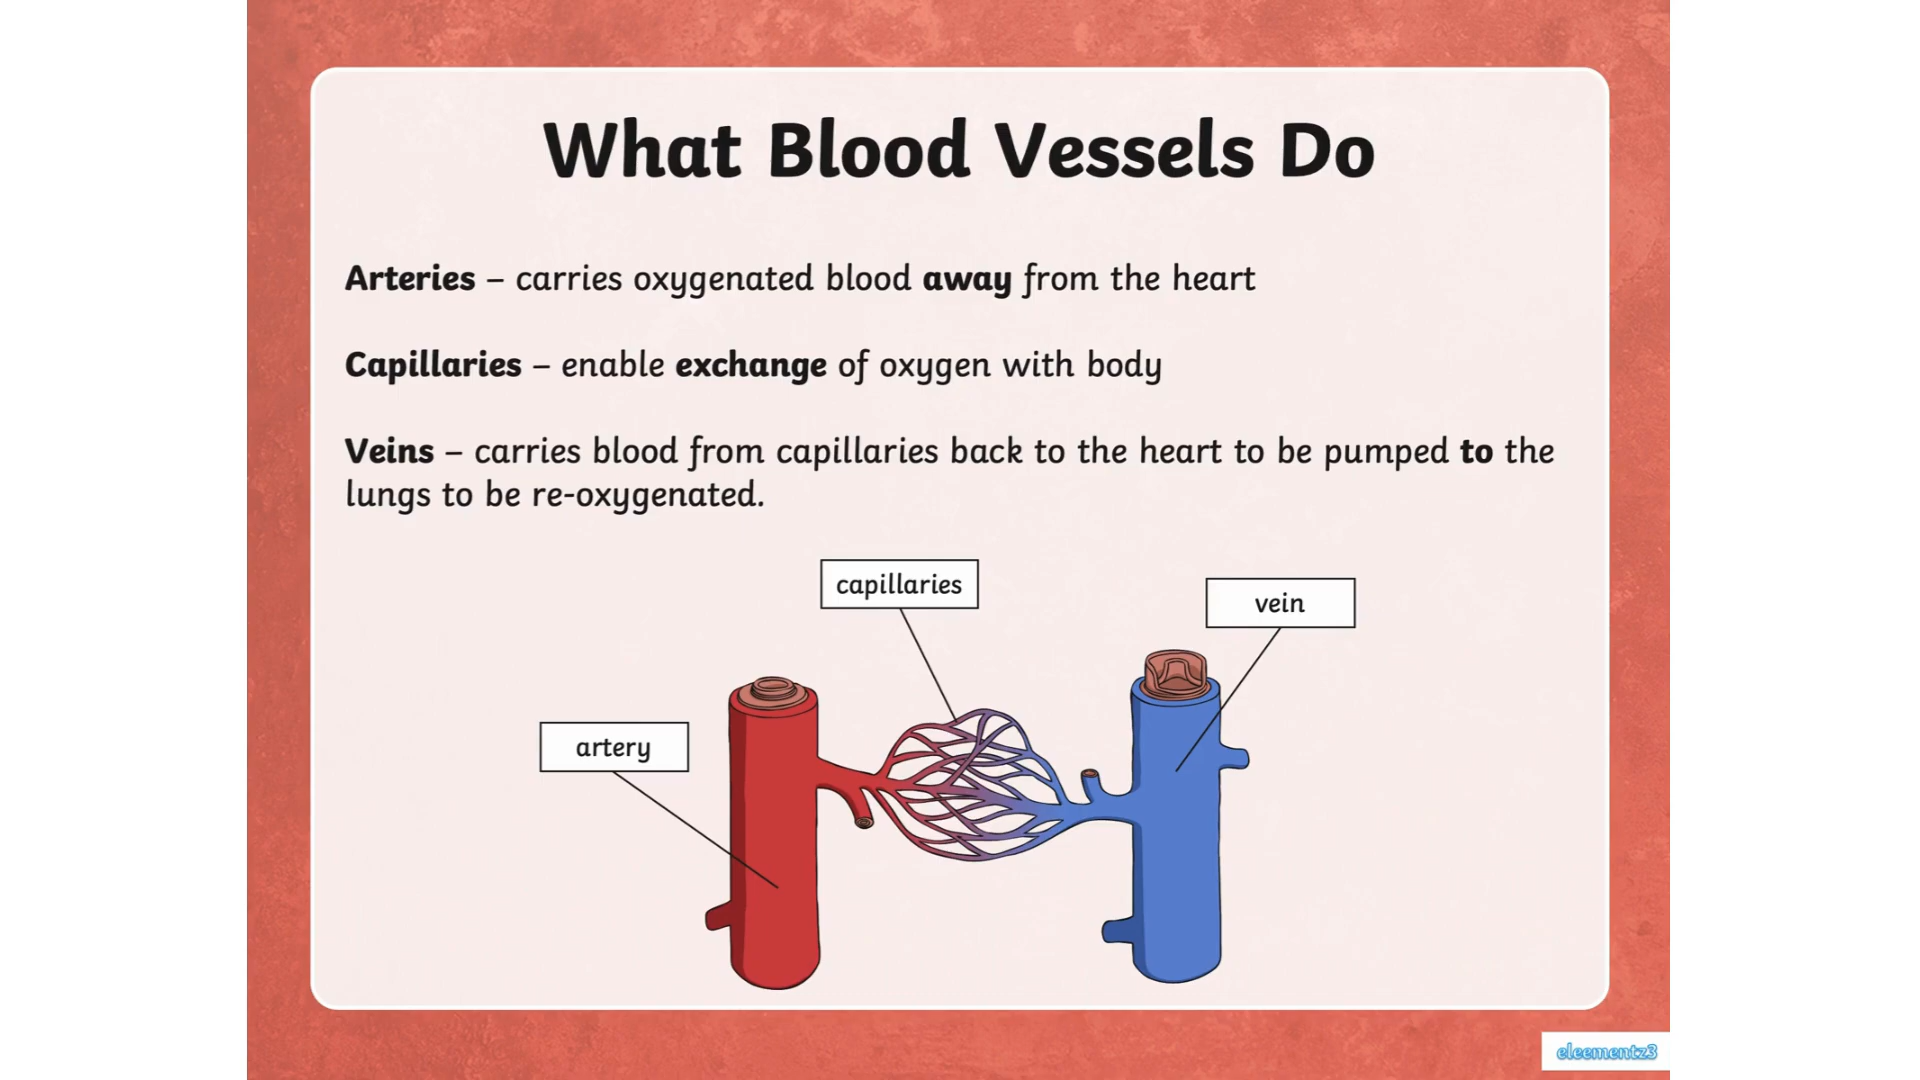 What Blood Vessels Do
Arteries – carries oxygenated blood away from the heart
Capillaries – enable exchange of oxygen with body
Veins – carries blood from capillaries back to the heart to be pumped to the
lungs to be re-oxygenated.
capillaries
vein
artery
eleementz3